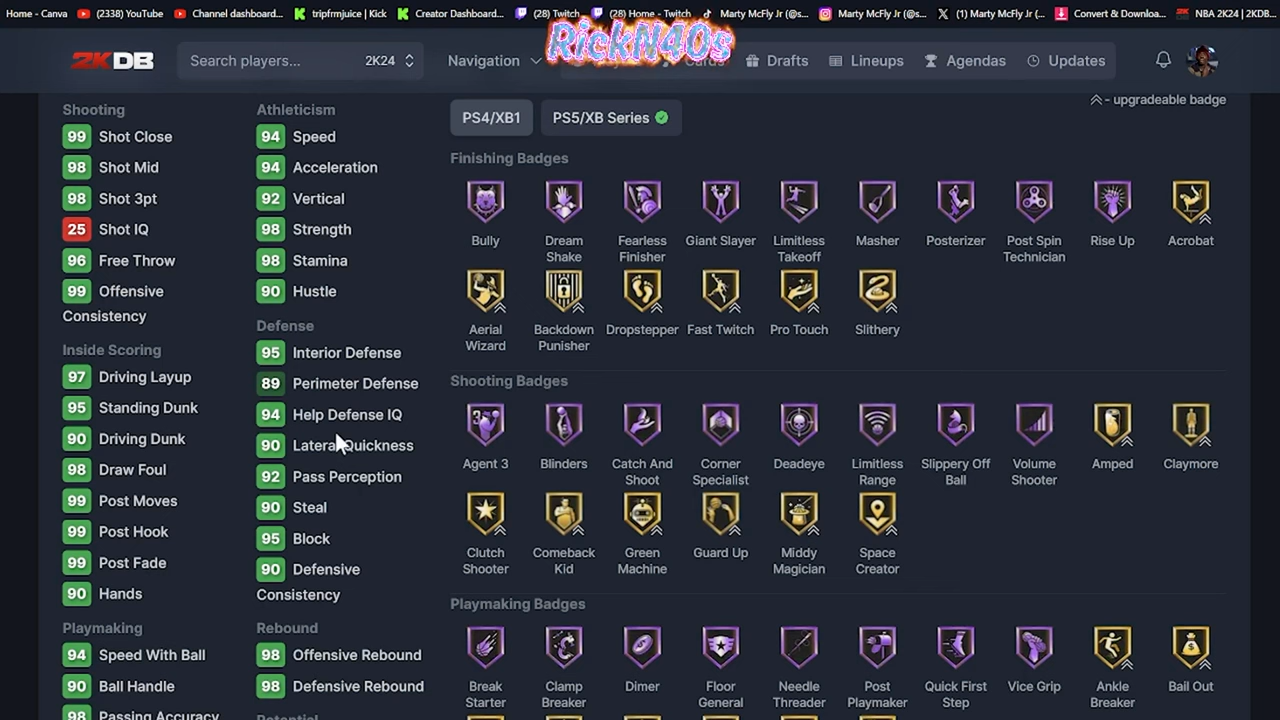 Home - Canva
(2338) YouTube
Channel dashboard...
tripfrmjuice | Kick
Creator Dashboard...
(28) Twitch
(28) Home - Twitch
Marty McFly Jr (@s...
Marty McFly Jr (@s...
(1) Marty McFly Jr (...
Convert & Downloa...
NBA 2K24 | 2KDB...
RickN40s
2KDB
Search players...
2K24
Navigation
Drafts
Lineups
Agendas
Updates
Shooting
99 Shot Close
98 Shot Mid
98 Shot 3pt
25 Shot IQ
96 Free Throw
99 Offensive
Consistency
Inside Scoring
97 Driving Layup
95 Standing Dunk
90 Driving Dunk
98 Draw Foul
99 Post Moves
99 Post Hook
99 Post Fade
90 Hands
Playmaking
94 Speed With Ball
90 Ball Handle
98 Passing Accuracy
Athleticism
94 Speed
94 Acceleration
92 Vertical
98 Strength
98 Stamina
90 Hustle
Defense
95 Interior Defense
89 Perimeter Defense
94 Help Defense IQ
90 Lateral Quickness
92 Pass Perception
90 Steal
95 Block
90 Defensive
Consistency
Rebound
98 Offensive Rebound
98 Defensive Rebound
Potential
PS4/XB1
PS5/XB Series
- upgradeable badge
Finishing Badges
Bully
Dream
Shake
Fearless
Finisher
Giant Slayer
Limitless
Takeoff
Masher
Posterizer
Post Spin
Technician
Rise Up
Acrobat
Aerial
Wizard
Backdown
Punisher
Dropstepper
Fast Twitch
Pro Touch
Slithery
Shooting Badges
Agent 3
Blinders
Catch And
Shoot
Corner
Specialist
Deadeye
Limitless
Range
Slippery Off
Ball
Volume
Shooter
Amped
Claymore
Clutch
Shooter
Comeback
Kid
Green
Machine
Guard Up
Middy
Magician
Space
Creator
Playmaking Badges
Break
Starter
Clamp
Breaker
Dimer
Floor
General
Needle
Threader
Post
Playmaker
Quick First
Step
Vice Grip
Ankle
Breaker
Bail Out